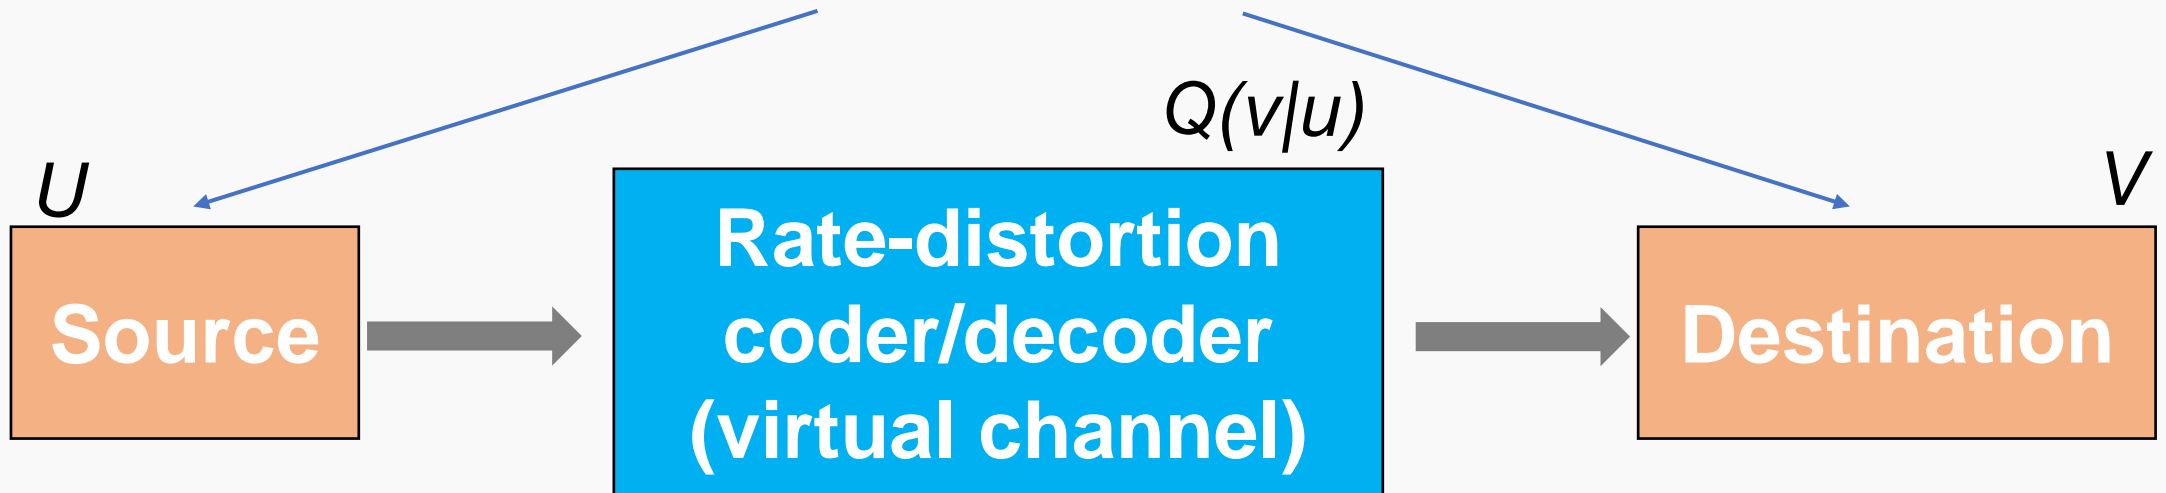 Q(v|u)
U
V
Rate-distortion
coder/decoder
(virtual channel)
Source
Destination